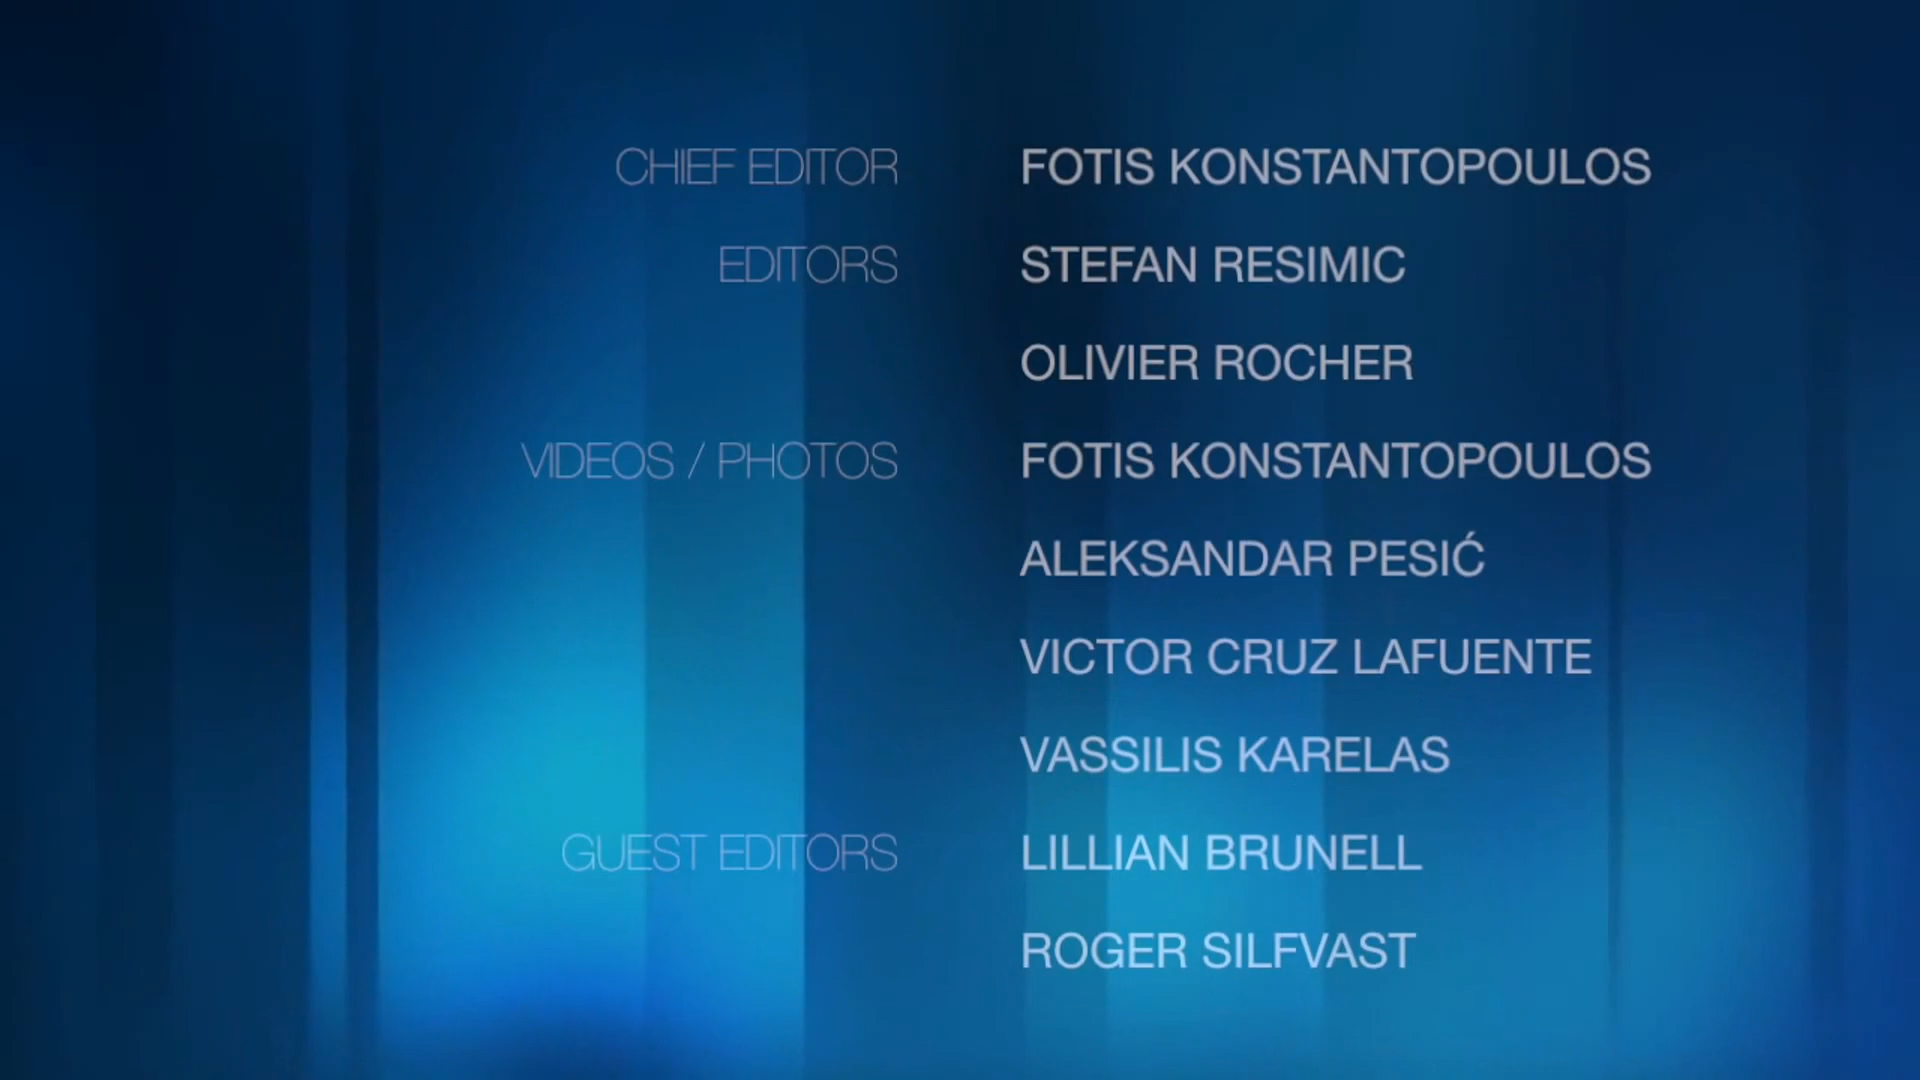 CHIEF EDITOR FOTIS KONSTANTOPOULOS
EDITORS STEFAN RESIMIC
OLIVIER ROCHER
VIDEOS / PHOTOS FOTIS KONSTANTOPOULOS
ALEKSANDAR PESIĆ
VICTOR CRUZ LAFUENTE
VASSILIS KARELAS
GUEST EDITORS LILLIAN BRUNELL
ROGER SILFVAST